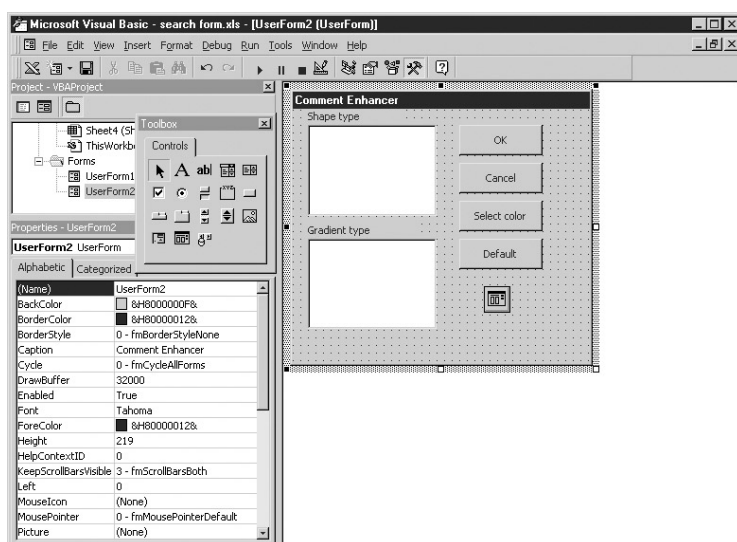 Microsoft Visual Basic - search form.xls - [UserForm2 (UserForm)]
File Edit View Insert Format Debug Run Tools Window Help
Project - VBAProject
Sheet4 (Sh
ThisWorkbo
Forms
UserForm1
UserForm2
Toolbox
Controls
A abl
Properties - UserForm2
UserForm2 UserForm
Alphabetic Categorized
(Name) UserForm2
BackColor &H8000000F&
BorderColor &H80000012&
BorderStyle 0 - fmBorderStyleNone
Caption Comment Enhancer
Cycle 0 - fmCycleAllForms
DrawBuffer 32000
Enabled True
Font Tahoma
ForeColor &H80000012&
Height 219
HelpContextID 0
KeepScrollBarsVisible 3 - fmScrollBarsBoth
Left 0
MouseIcon (None)
MousePointer 0 - fmMousePointerDefault
Picture (None)
Comment Enhancer
Shape type
OK
Cancel
Select color
Gradient type
Default